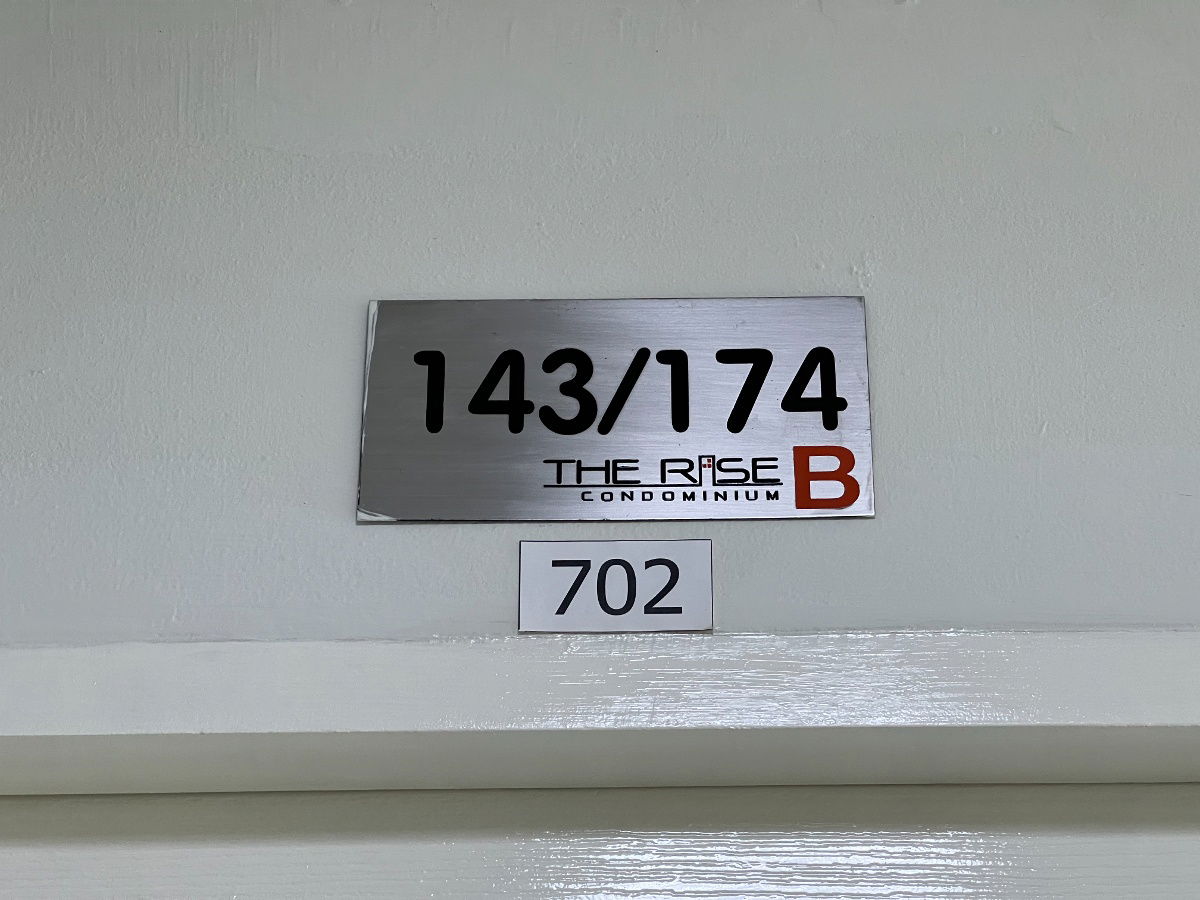 143/174
THE RISE B
CONDOMINIUM
702